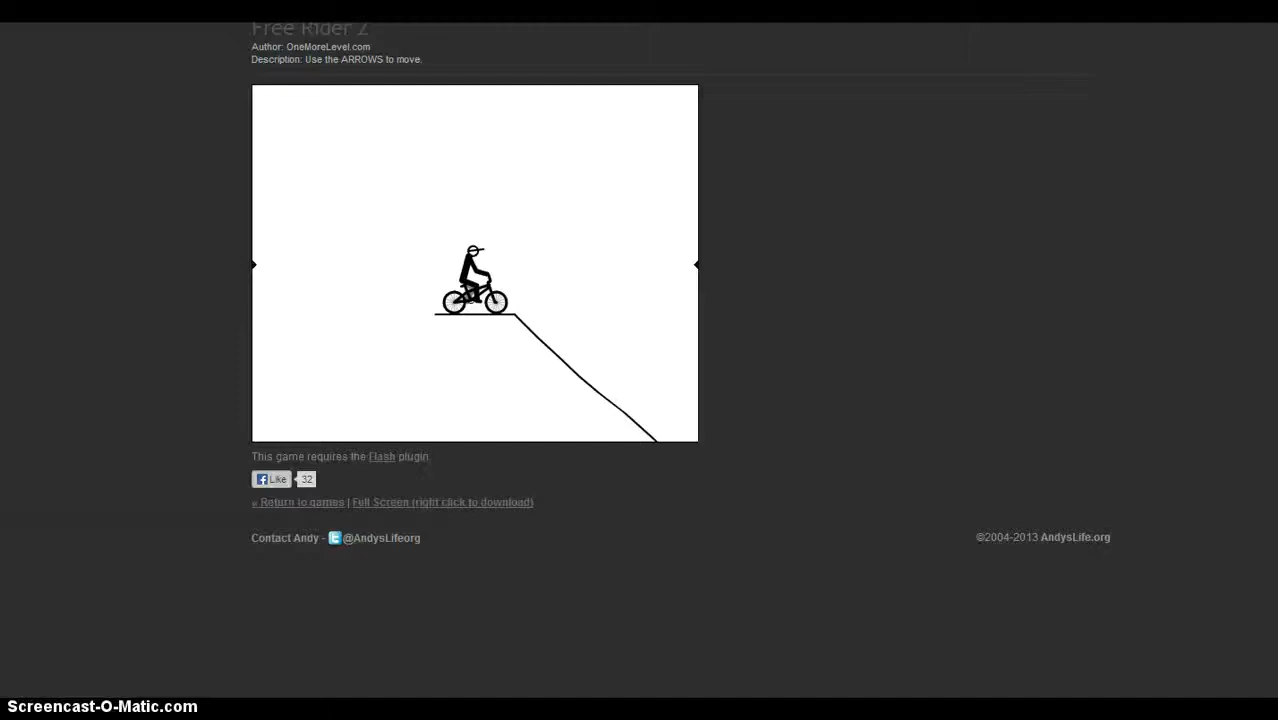 Free Rider 2
Author: OneMoreLevel.com
Description: Use the ARROWS to move.
This game requires the Flash plugin.
Like 32
« Return to games | Full Screen (right click to download)
Contact Andy - @AndysLifeorg
©2004-2013 AndysLife.org
Screencast-O-Matic.com